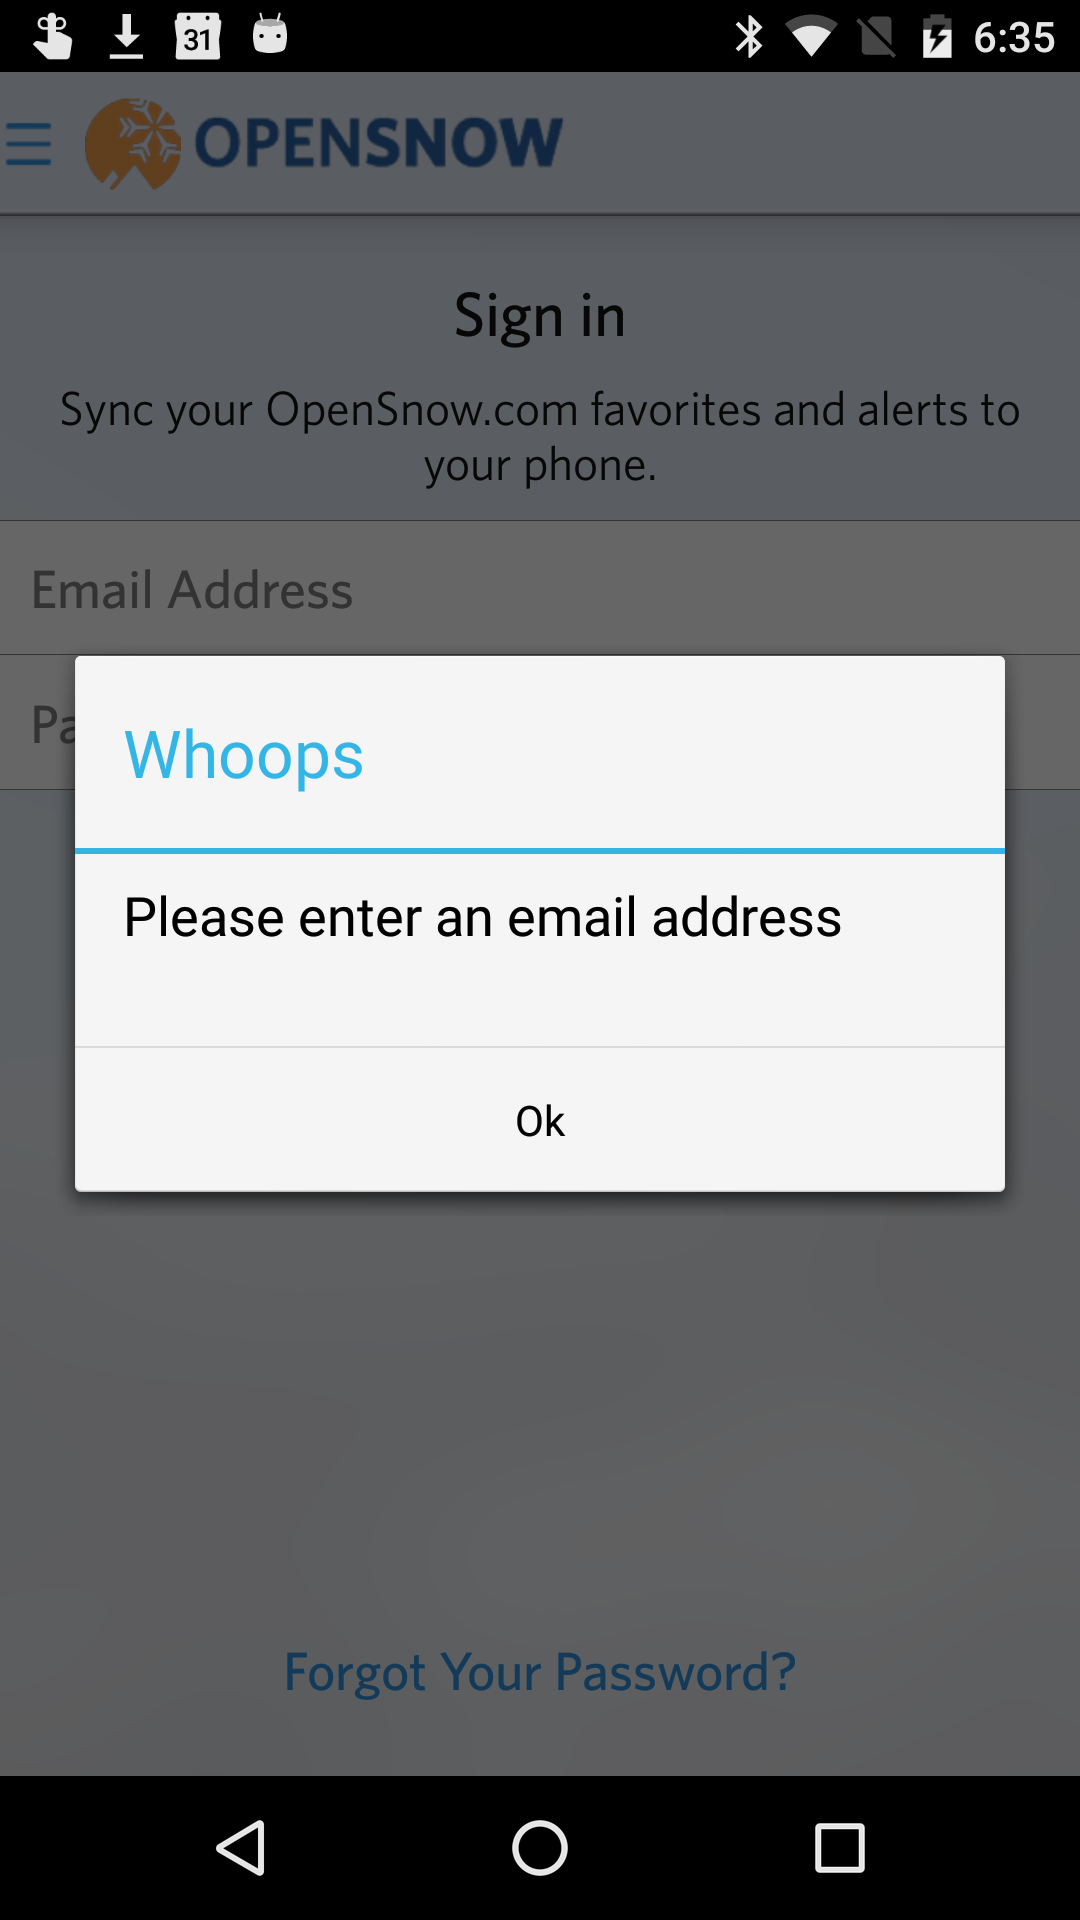 31
6:35
OPENSNOW
Sign in
Sync your OpenSnow.com favorites and alerts to
your phone.
Email Address
Pa
Whoops
Please enter an email address
Ok
Forgot Your Password?